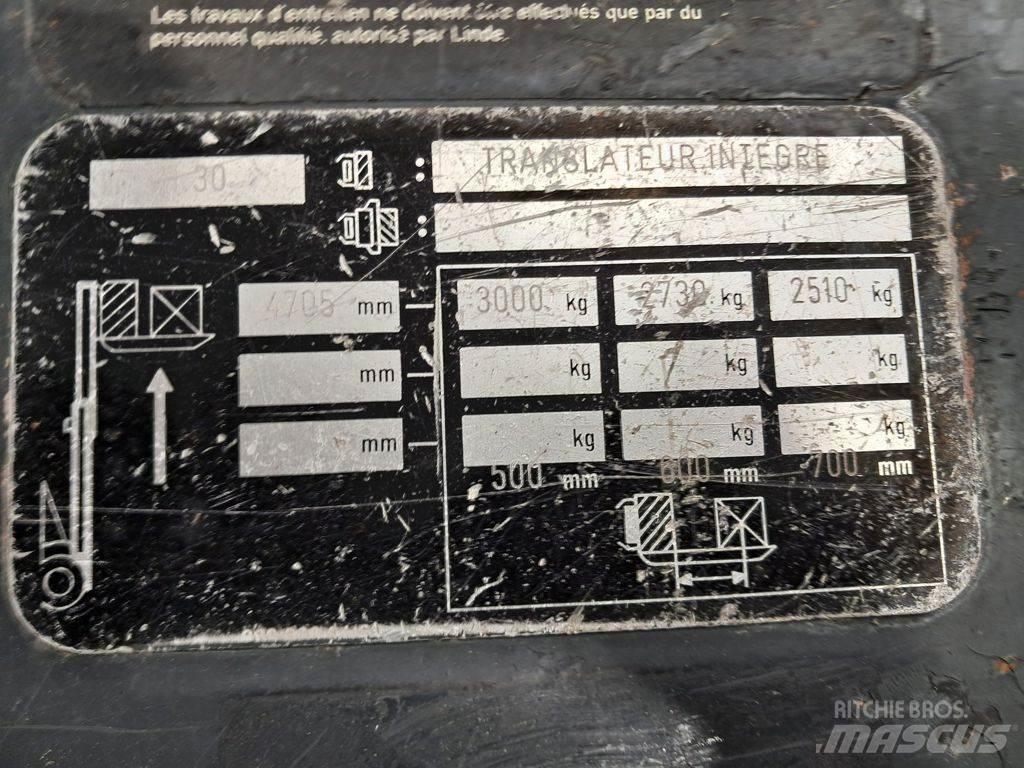 Les travaux d'entretien ne doivent être effectués que par du
personnel qualifié, autorisé par Linde.
30
: TRANSLATEUR INTEGRE
:
4705 mm 3000 kg 2730 kg 2510 kg
mm kg kg kg
mm kg kg kg
500 mm 600 mm 700 mm
RITCHIE BROS.
MASCUS